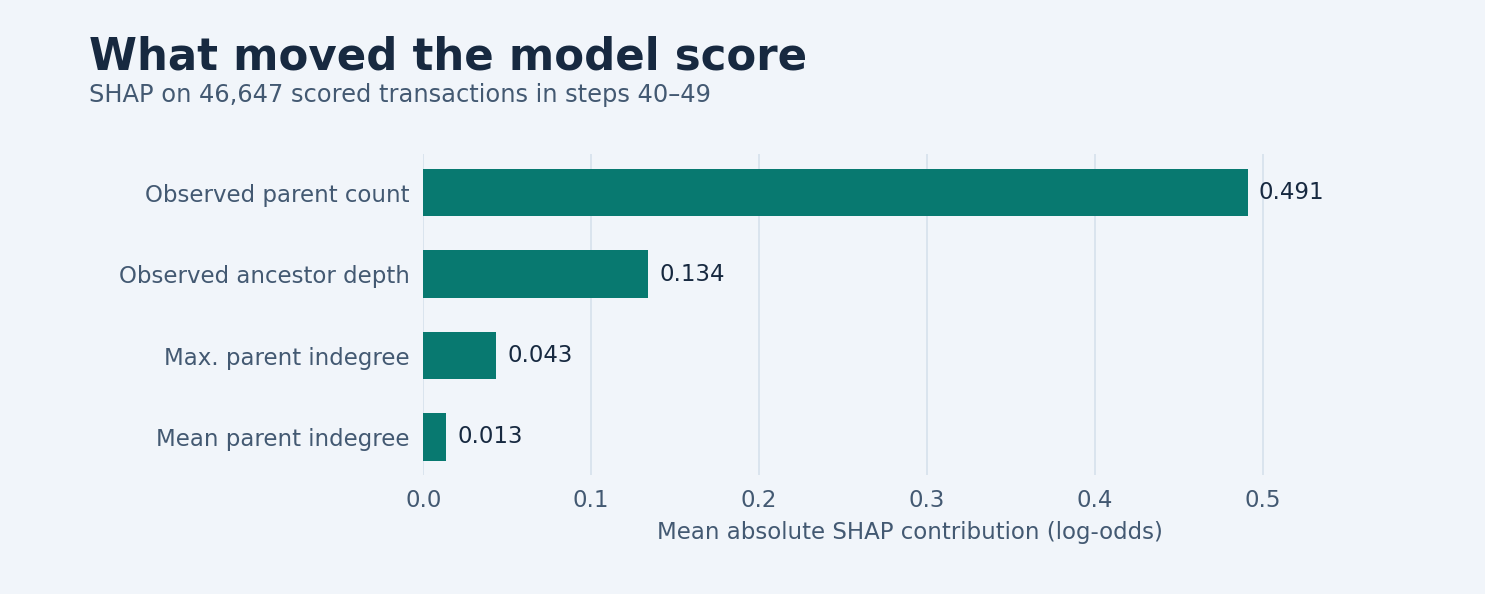 What moved the model score
SHAP on 46,647 scored transactions in steps 40–49
Observed parent count 0.491
Observed ancestor depth 0.134
Max. parent indegree 0.043
Mean parent indegree 0.013
0.0 0.1 0.2 0.3 0.4 0.5
Mean absolute SHAP contribution (log-odds)